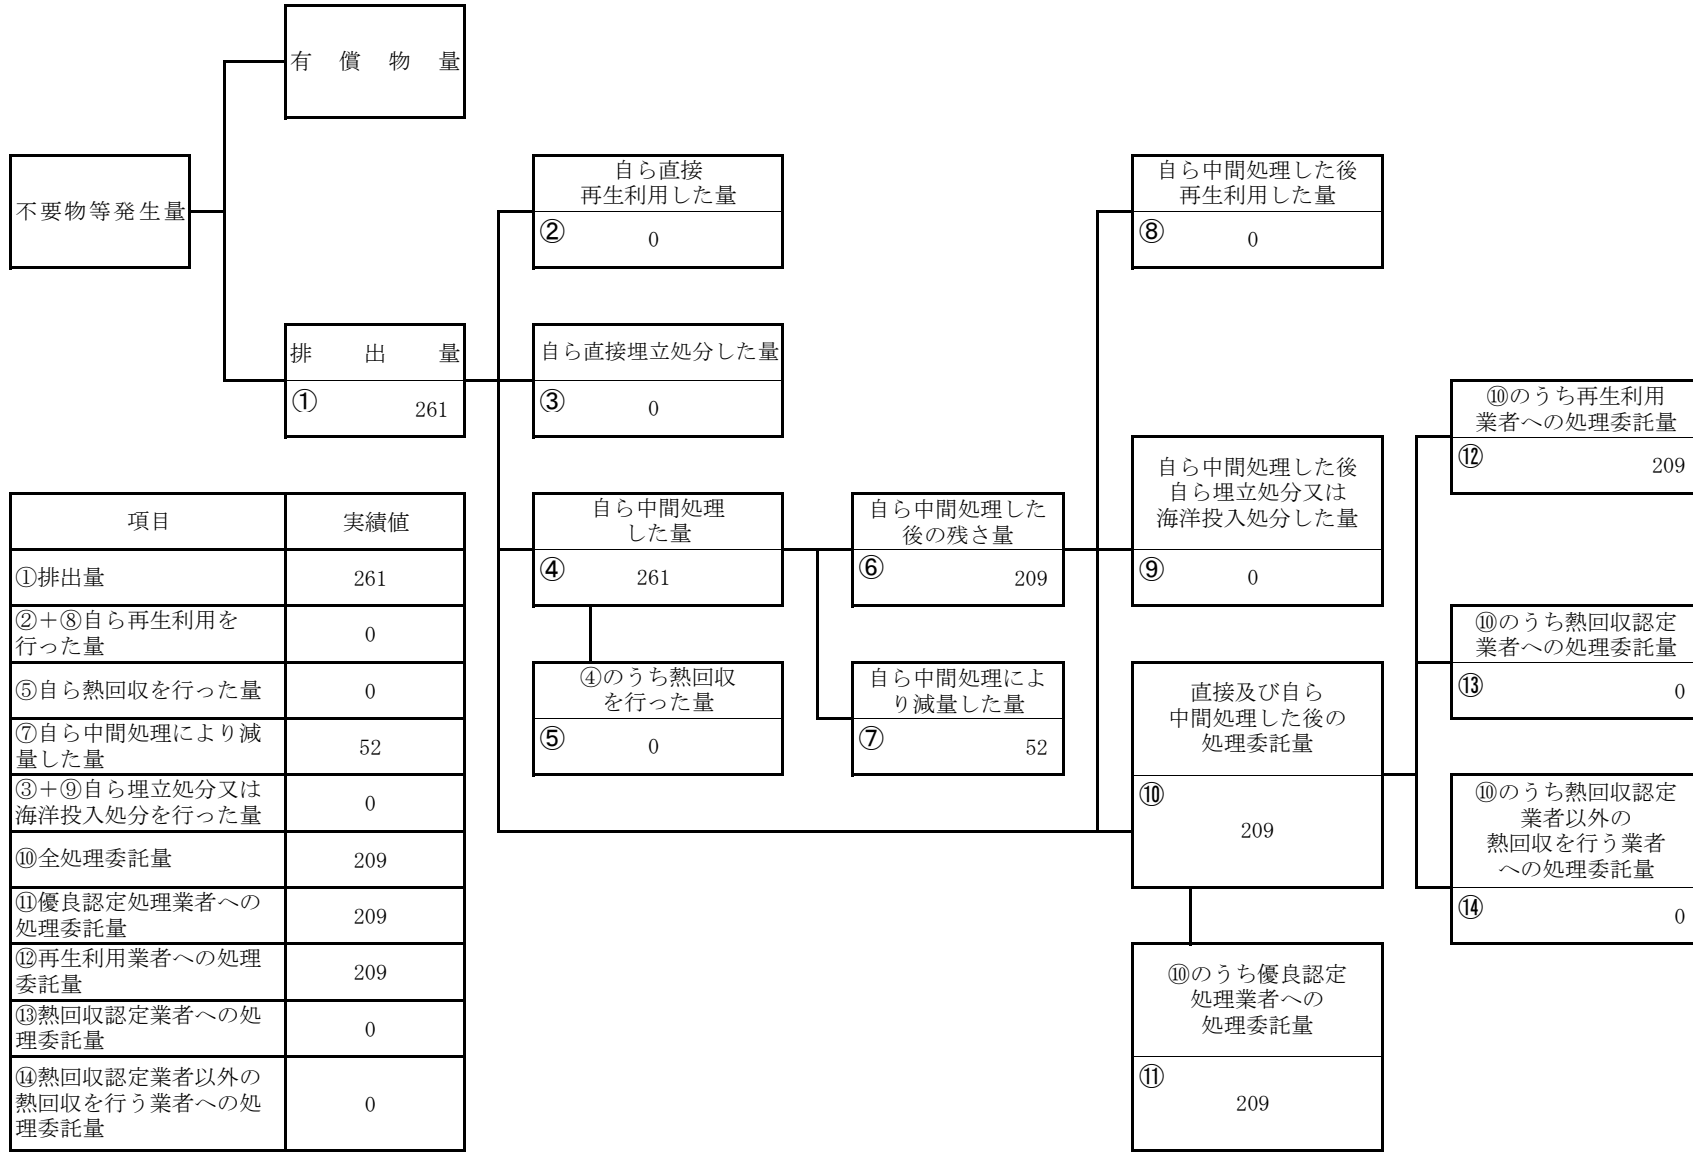 有償物量
不要物等発生量
排出量
①
261
自ら直接
再生利用した量
②
0
自ら直接埋立処分した量
③
0
自ら中間処理
した量
④
261
④のうち熱回収
を行った量
⑤
0
自ら中間処理した
後の残さ量
⑥
209
自ら中間処理によ
り減量した量
⑦
52
自ら中間処理した後
再生利用した量
⑧
0
自ら中間処理した後
自ら埋立処分又は
海洋投入処分した量
⑨
0
直接及び自ら
中間処理した後の
処理委託量
⑩
209
⑩のうち優良認定
処理業者への
処理委託量
⑪
209
⑩のうち再生利用
業者への処理委託量
⑫
209
⑩のうち熱回収認定
業者への処理委託量
⑬
0
⑩のうち熱回収認定
業者以外の
熱回収を行う業者
への処理委託量
⑭
0
項目
実績値
①排出量
261
②＋⑧自ら再生利用を
行った量
0
⑤自ら熱回収を行った量
0
⑦自ら中間処理により減
量した量
52
③＋⑨自ら埋立処分又は
海洋投入処分を行った量
0
⑩全処理委託量
209
⑪優良認定処理業者への
処理委託量
209
⑫再生利用業者への処理
委託量
209
⑬熱回収認定業者への処
理委託量
0
⑭熱回収認定業者以外の
熱回収を行う業者への処
理委託量
0